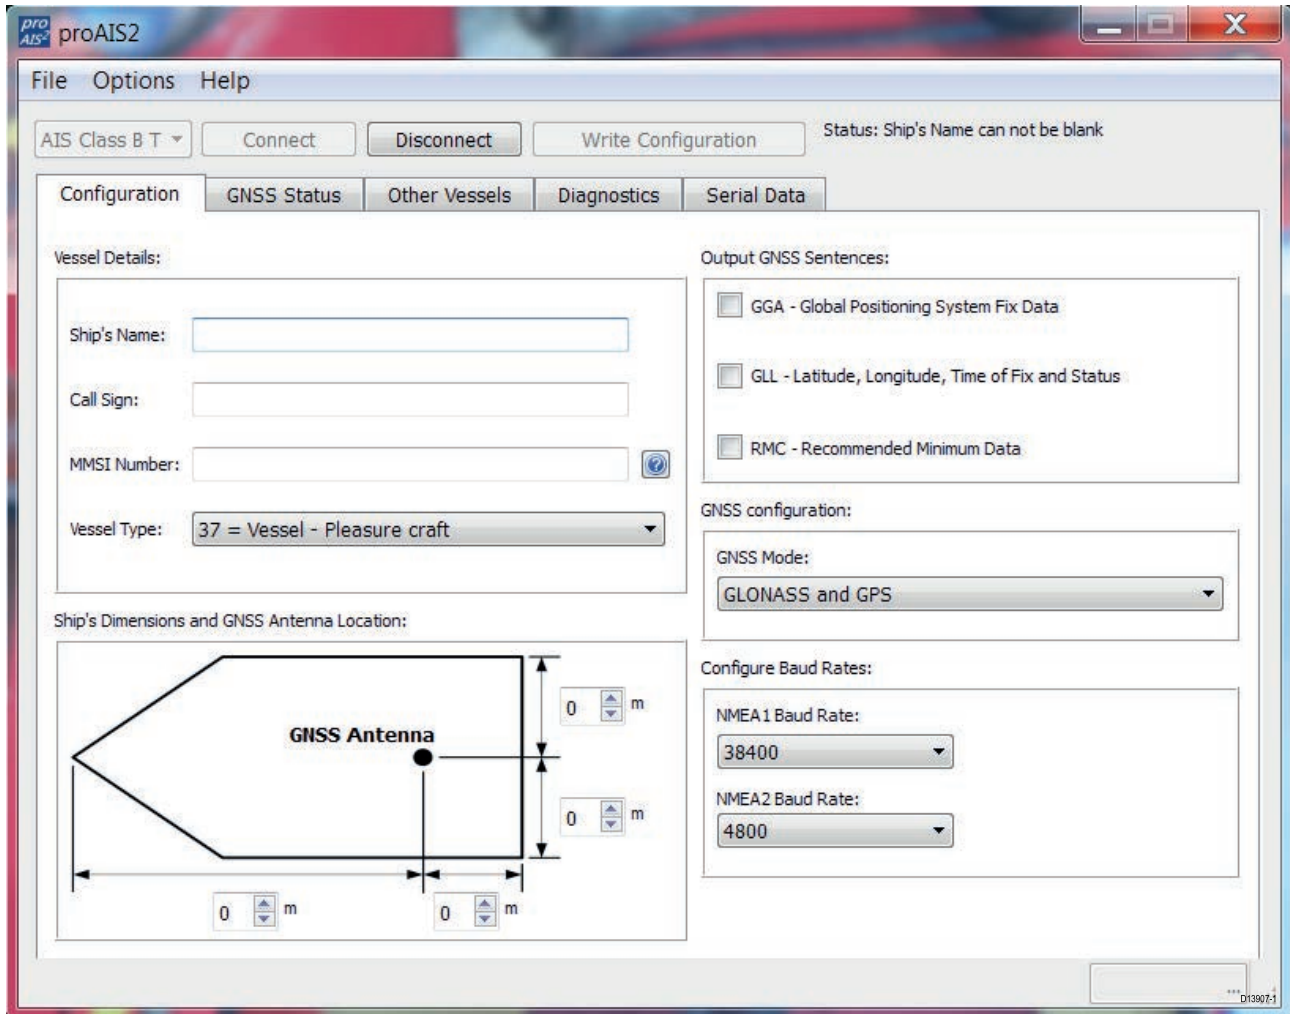 pro
AIS2
proAIS2
File Options Help
AIS Class B T Connect Disconnect Write Configuration Status: Ship's Name can not be blank
Configuration GNSS Status Other Vessels Diagnostics Serial Data
Vessel Details:
Ship's Name:
Call Sign:
MMSI Number:
?
Vessel Type: 37 = Vessel - Pleasure craft
Ship's Dimensions and GNSS Antenna Location:
0 m
GNSS Antenna
0 m
0 m 0 m
Output GNSS Sentences:
GGA - Global Positioning System Fix Data
GLL - Latitude, Longitude, Time of Fix and Status
RMC - Recommended Minimum Data
GNSS configuration:
GNSS Mode:
GLONASS and GPS
Configure Baud Rates:
NMEA1 Baud Rate:
38400
NMEA2 Baud Rate:
4800
...
D13907-1